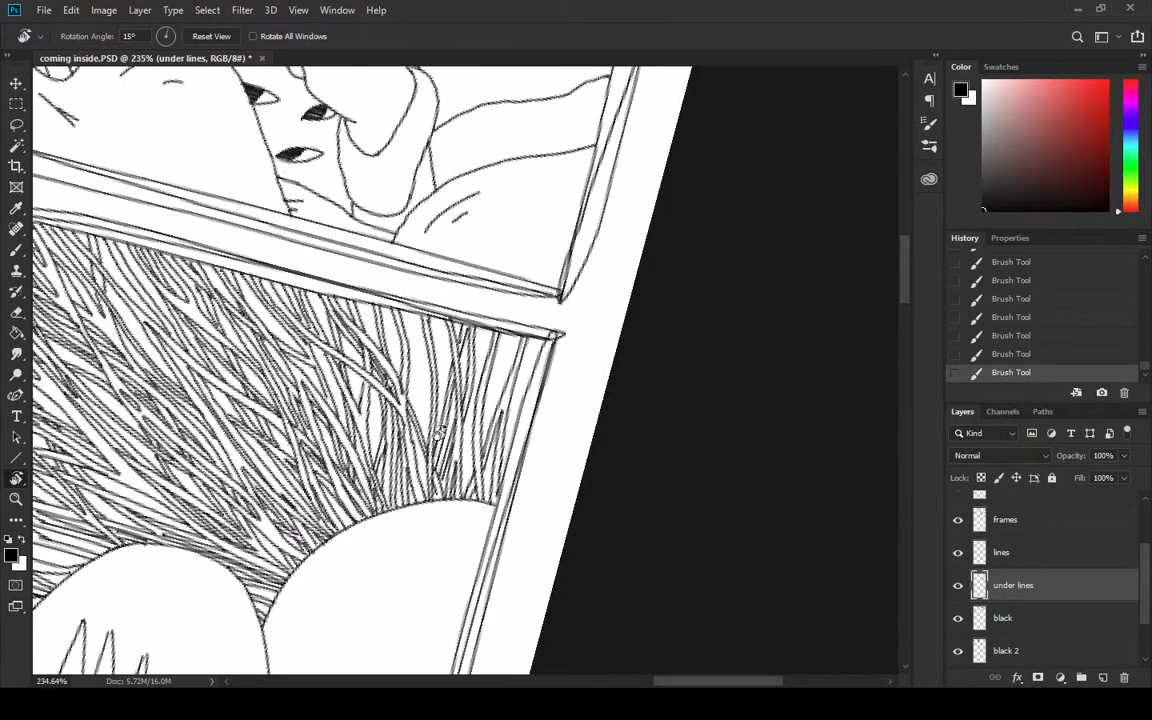 Ps File Edit Image Layer Type Select Filter 3D View Window Help
Rotation Angle: 15° Reset View Rotate All Windows
coming inside.PSD @ 235% (under lines, RGB/8#) *
Color Swatches
History Properties
Brush Tool
Brush Tool
Brush Tool
Brush Tool
Brush Tool
Brush Tool
Brush Tool
Layers Channels Paths
Kind
Normal Opacity: 100%
Lock: Fill: 100%
frames
lines
under lines
black
black 2
234.64% Doc: 5.72M/16.0M